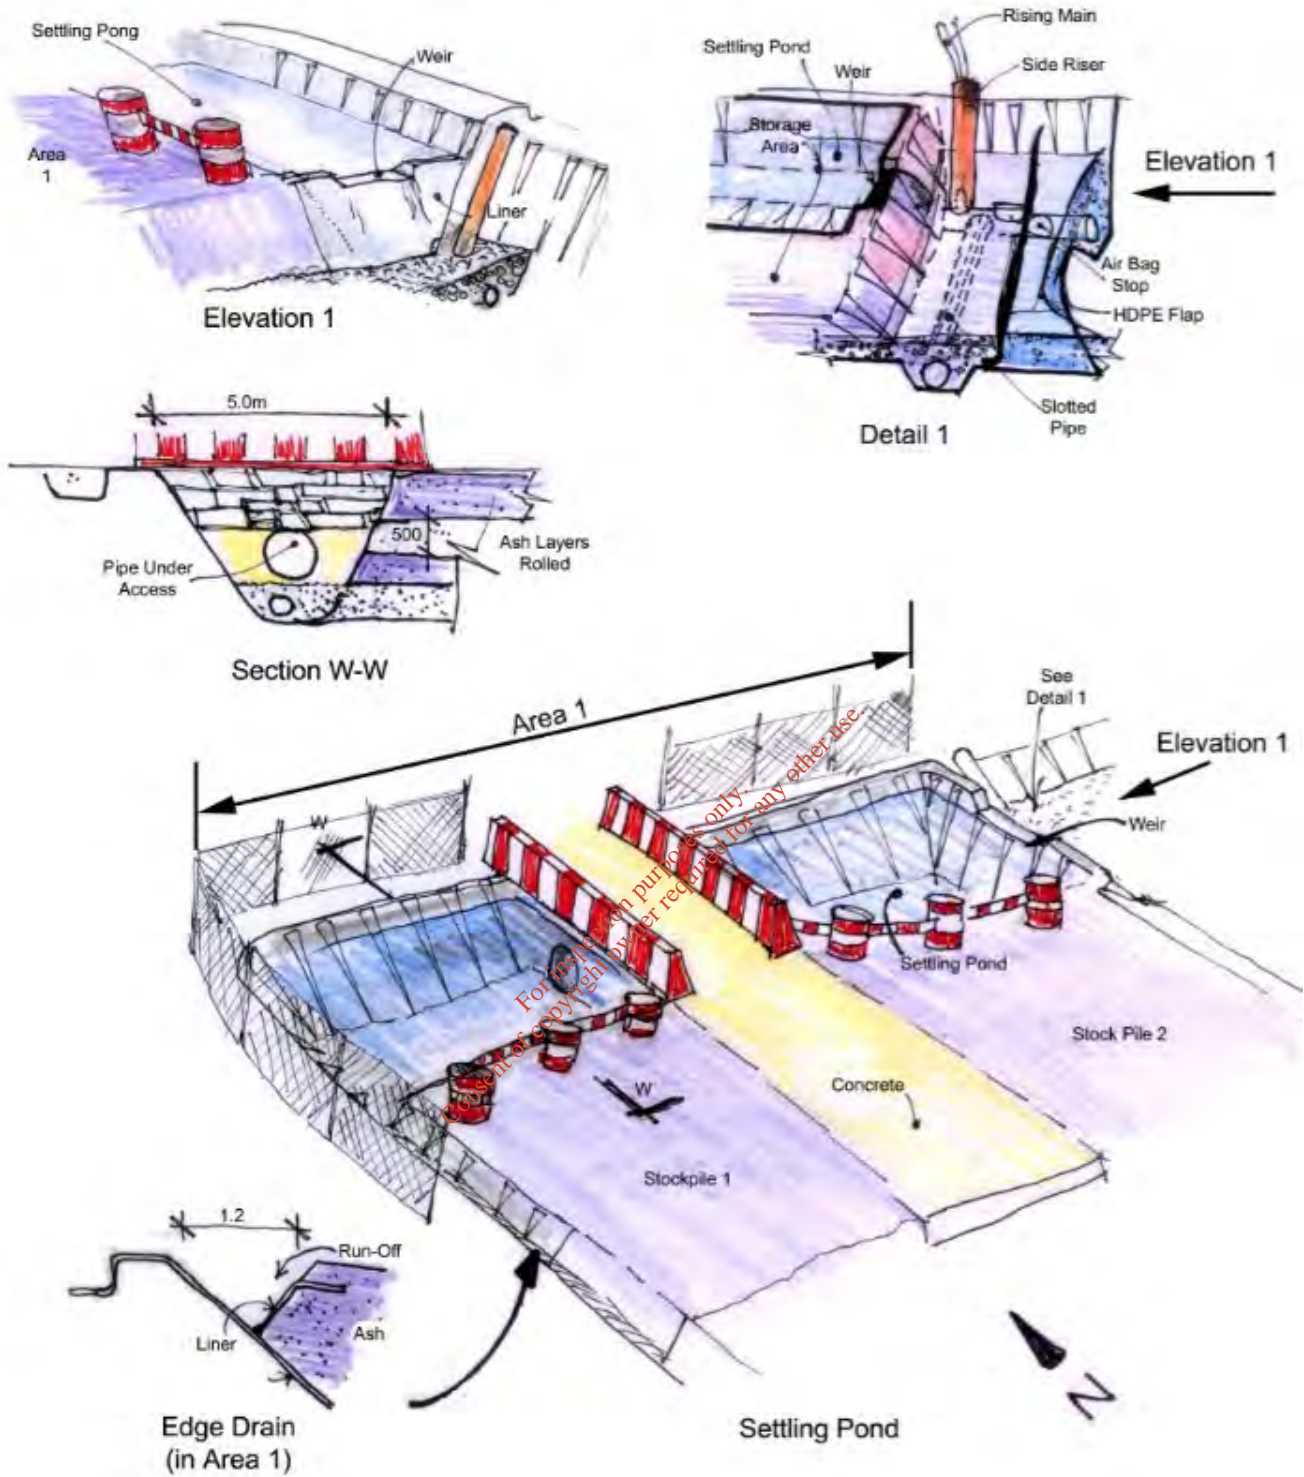 Settling Pong
Weir
Area
1
Liner
Elevation 1
Rising Main
Settling Pond
Weir
Side Riser
Storage
Area
Elevation 1
Air Bag
Stop
HDPE Flap
Slotted
Pipe
Detail 1
5.0m
500
Ash Layers
Rolled
Pipe Under
Access
Section W-W
Area 1
See
Detail 1
Elevation 1
Weir
W
For inspection purposes only.
Consent of copyright owner required for any other use.
Settling Pond
Stock Pile 2
Concrete
W
Stockpile 1
1.2
Run-Off
Liner
Ash
Edge Drain
(in Area 1)
Settling Pond
N